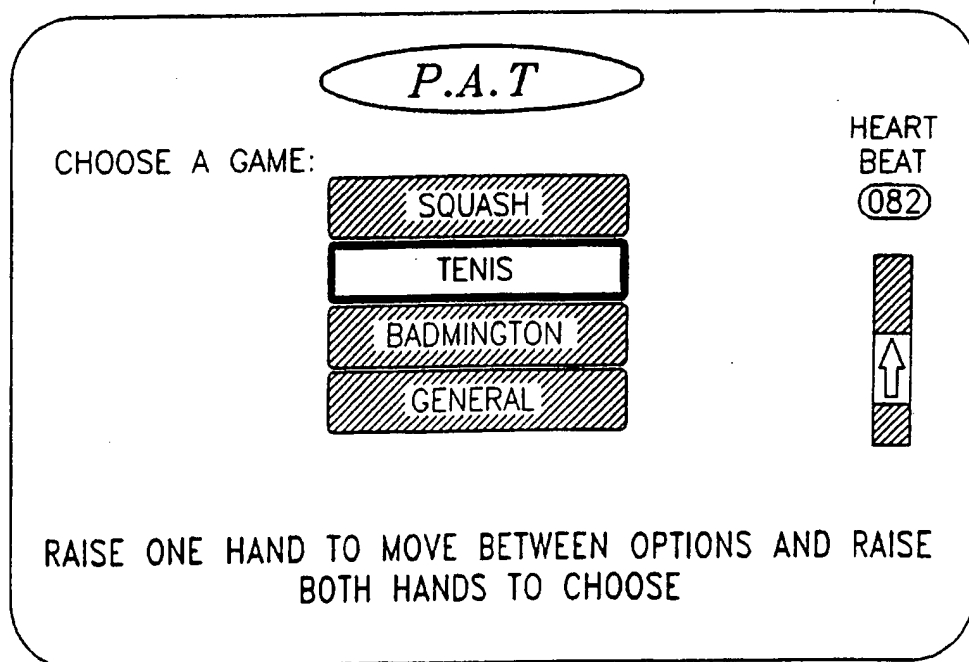 P.A.T
CHOOSE A GAME:
HEART
BEAT
082
SQUASH
TENIS
BADMINGTON
GENERAL
RAISE ONE HAND TO MOVE BETWEEN OPTIONS AND RAISE
BOTH HANDS TO CHOOSE